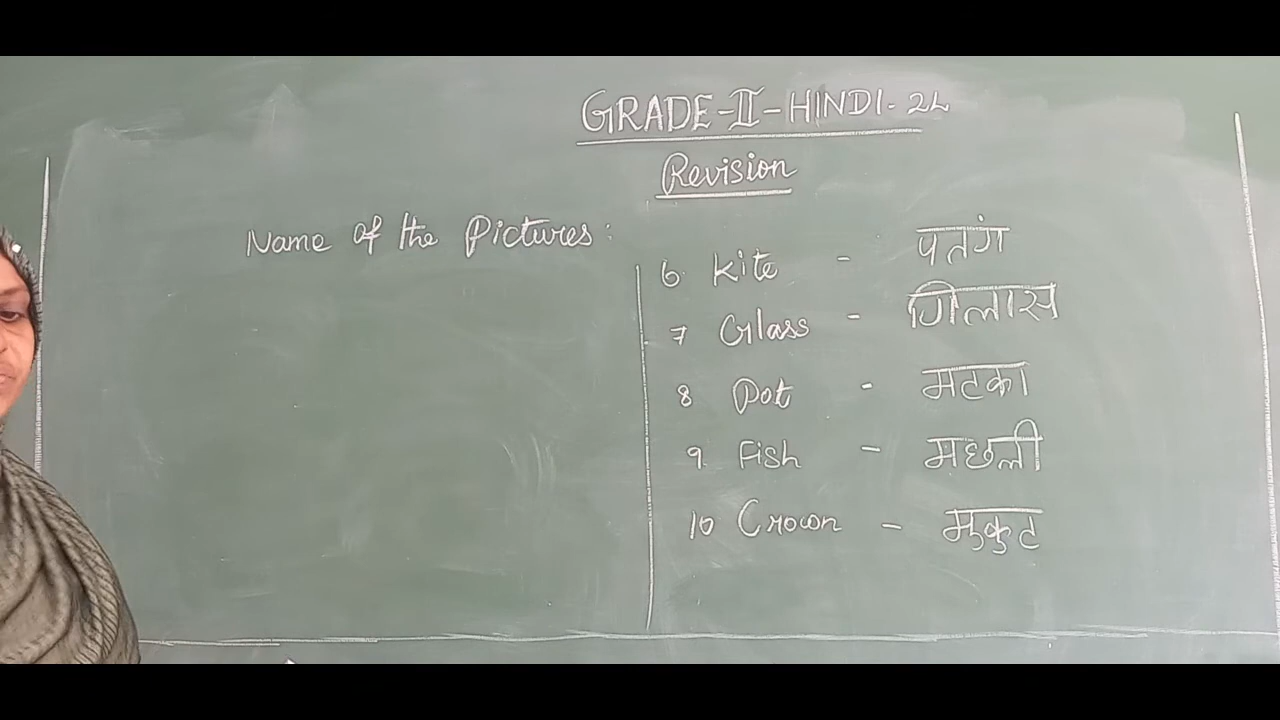 GRADE-II-HINDI-2L
Revision
Name of the Pictures:
6. Kite - पतंग
7 Glass - गिलास
8 Pot - मटका
9. Fish - मछली
10 Crown - मुकुट